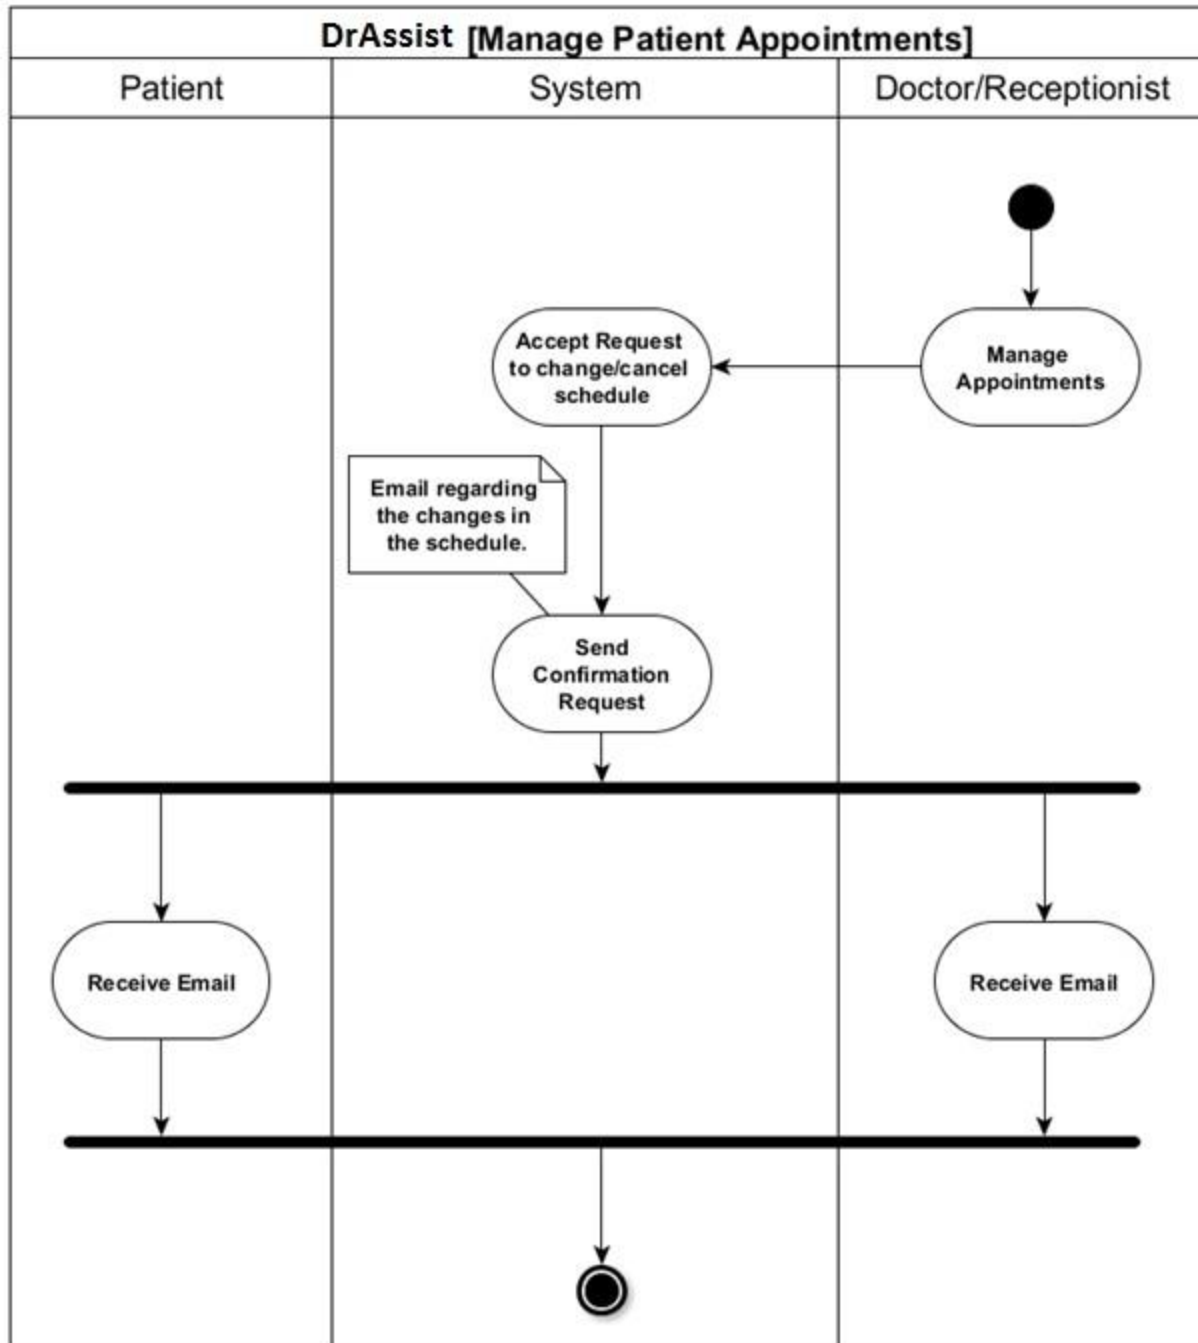 DrAssist [Manage Patient Appointments]
Patient
System
Doctor/Receptionist
Accept Request
to change/cancel
schedule
Manage
Appointments
Email regarding
the changes in
the schedule.
Send
Confirmation
Request
Receive Email
Receive Email